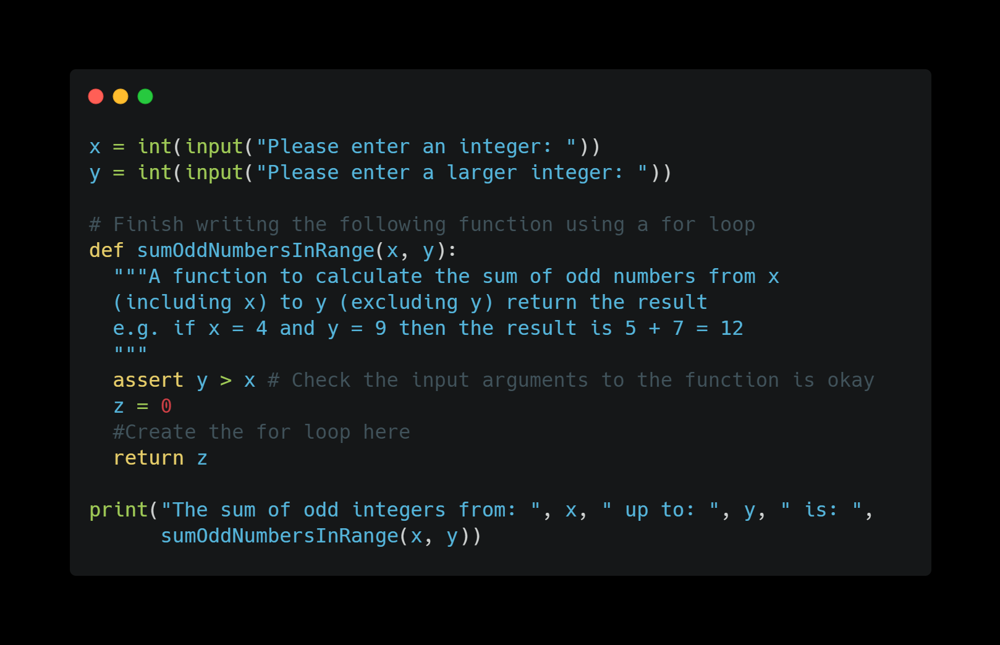 x = int(input("Please enter an integer: "))
y = int(input("Please enter a larger integer: "))

# Finish writing the following function using a for loop
def sumOddNumbersInRange(x, y):
  """A function to calculate the sum of odd numbers from x
  (including x) to y (excluding y) return the result
  e.g. if x = 4 and y = 9 then the result is 5 + 7 = 12
  """
  assert y > x # Check the input arguments to the function is okay
  z = 0
  #Create the for loop here
  return z

print("The sum of odd integers from: ", x, " up to: ", y, " is: ",
      sumOddNumbersInRange(x, y))